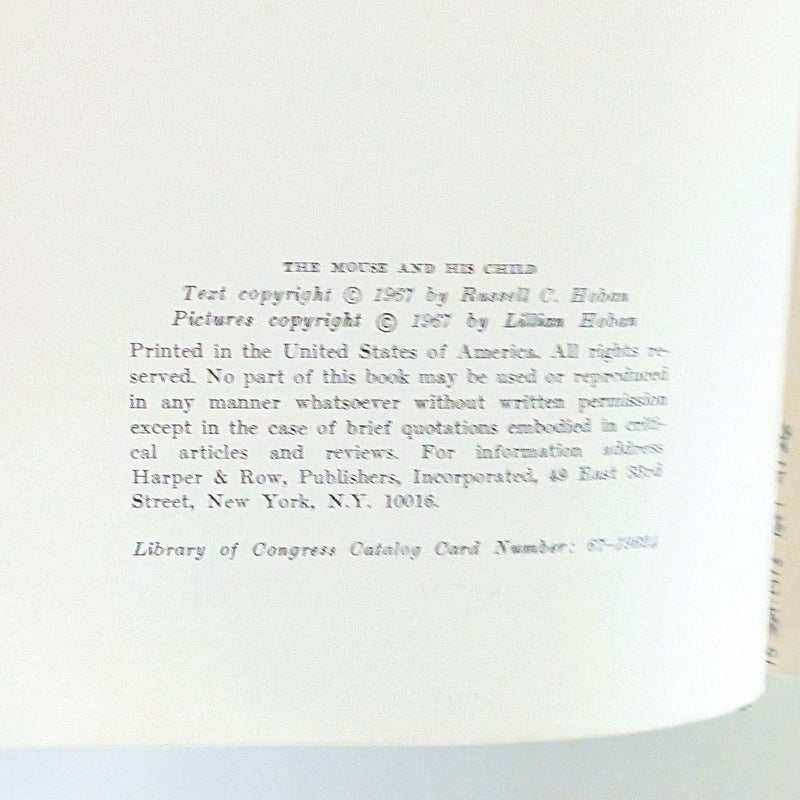 THE MOUSE AND HIS CHILD
Text copyright © 1967 by Russell C. Hoban
Pictures copyright © 1967 by Lillian Hoban
Printed in the United States of America. All rights re-
served. No part of this book may be used or reproduced
in any manner whatsoever without written permission
except in the case of brief quotations embodied in criti-
cal articles and reviews. For information address
Harper & Row, Publishers, Incorporated, 49 East 33rd
Street, New York, N.Y. 10016.
Library of Congress Catalog Card Number: